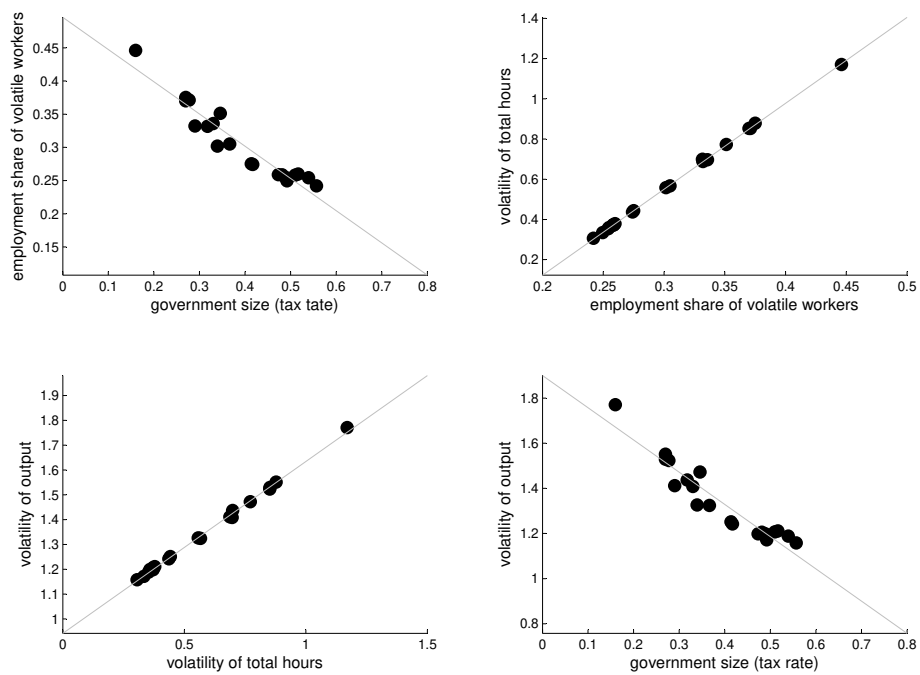 employment share of volatile workers
0.45
0.4
0.35
0.3
0.25
0.2
0.15
0 0.1 0.2 0.3 0.4 0.5 0.6 0.7 0.8
government size (tax tate)
volatility of total hours
1.4
1.2
1
0.8
0.6
0.4
0.2
0.2 0.25 0.3 0.35 0.4 0.45 0.5
employment share of volatile workers
volatility of output
1.9
1.8
1.7
1.6
1.5
1.4
1.3
1.2
1.1
1
0 0.5 1 1.5
volatility of total hours
volatility of output
1.8
1.6
1.4
1.2
1
0.8
0 0.1 0.2 0.3 0.4 0.5 0.6 0.7 0.8
government size (tax rate)